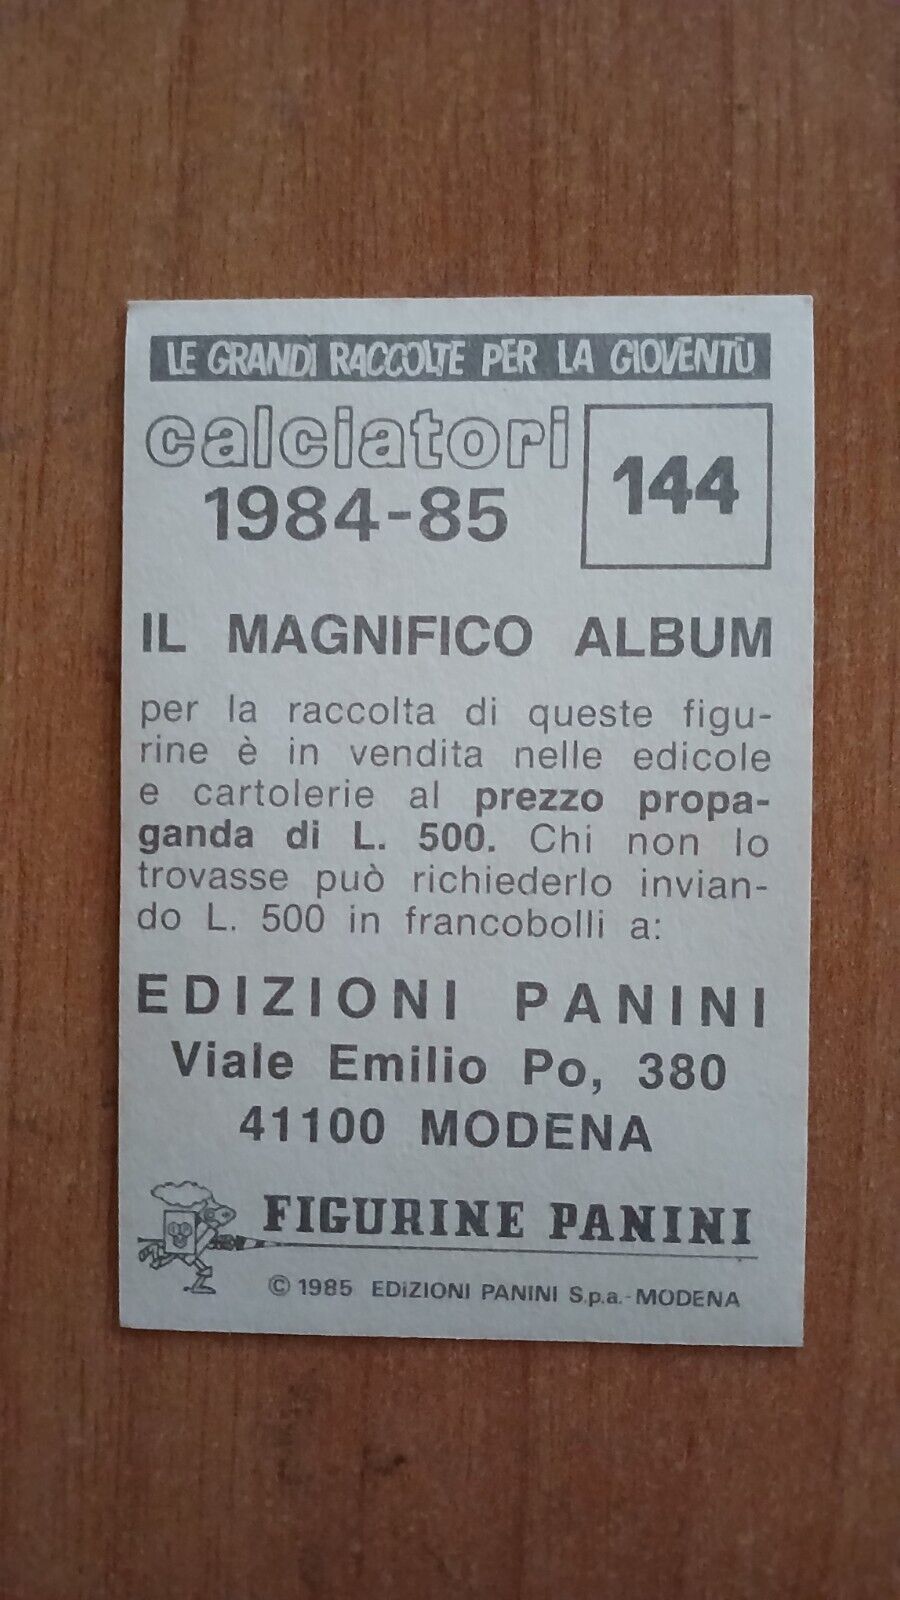 LE GRANDI RACCOLTE PER LA GIOVENTÙ
calciatori
1984-85
144
IL MAGNIFICO ALBUM
per la raccolta di queste figu-
rine è in vendita nelle edicole
e cartolerie al prezzo propa-
ganda di L. 500. Chi non lo
trovasse può richiederlo invian-
do L. 500 in francobolli a:
EDIZIONI PANINI
Viale Emilio Po, 380
41100 MODENA
FIGURINE PANINI
© 1985 EDIZIONI PANINI S.p.a.-MODENA